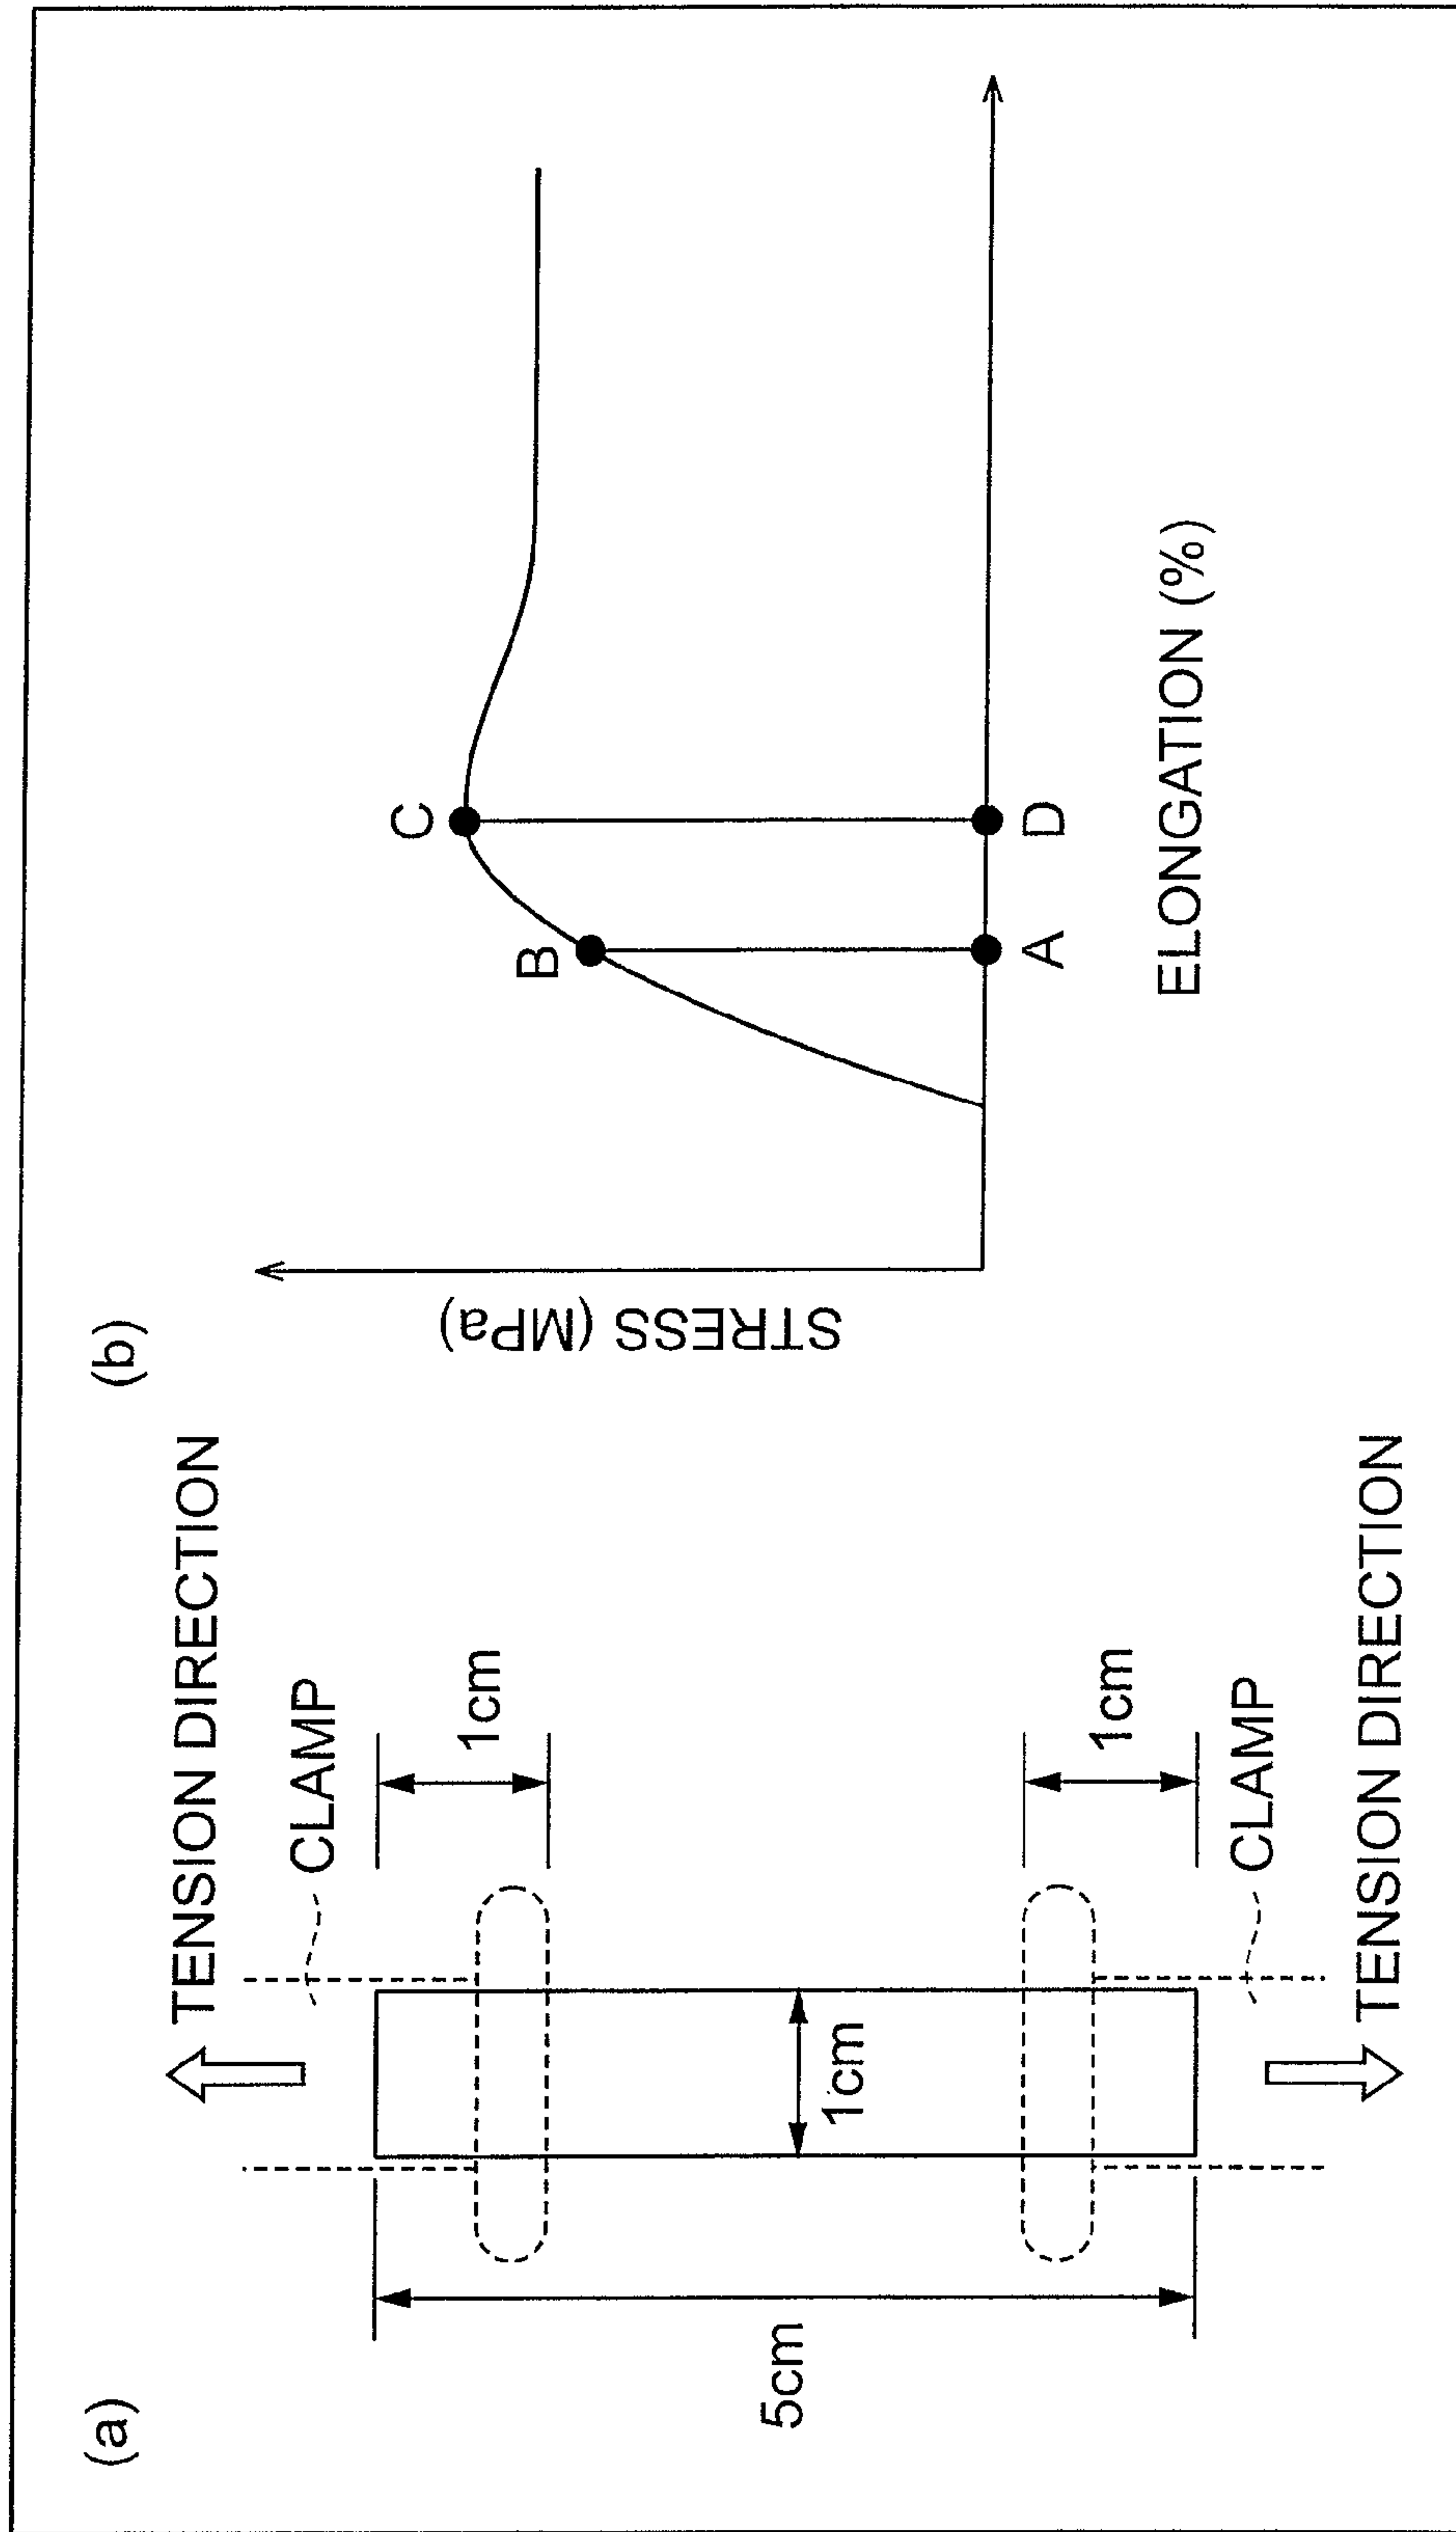 (a)
TENSION DIRECTION
CLAMP
1cm
5cm
1cm
1cm
CLAMP
TENSION DIRECTION
(b)
STRESS (MPa)
C
B
A
D
ELONGATION (%)